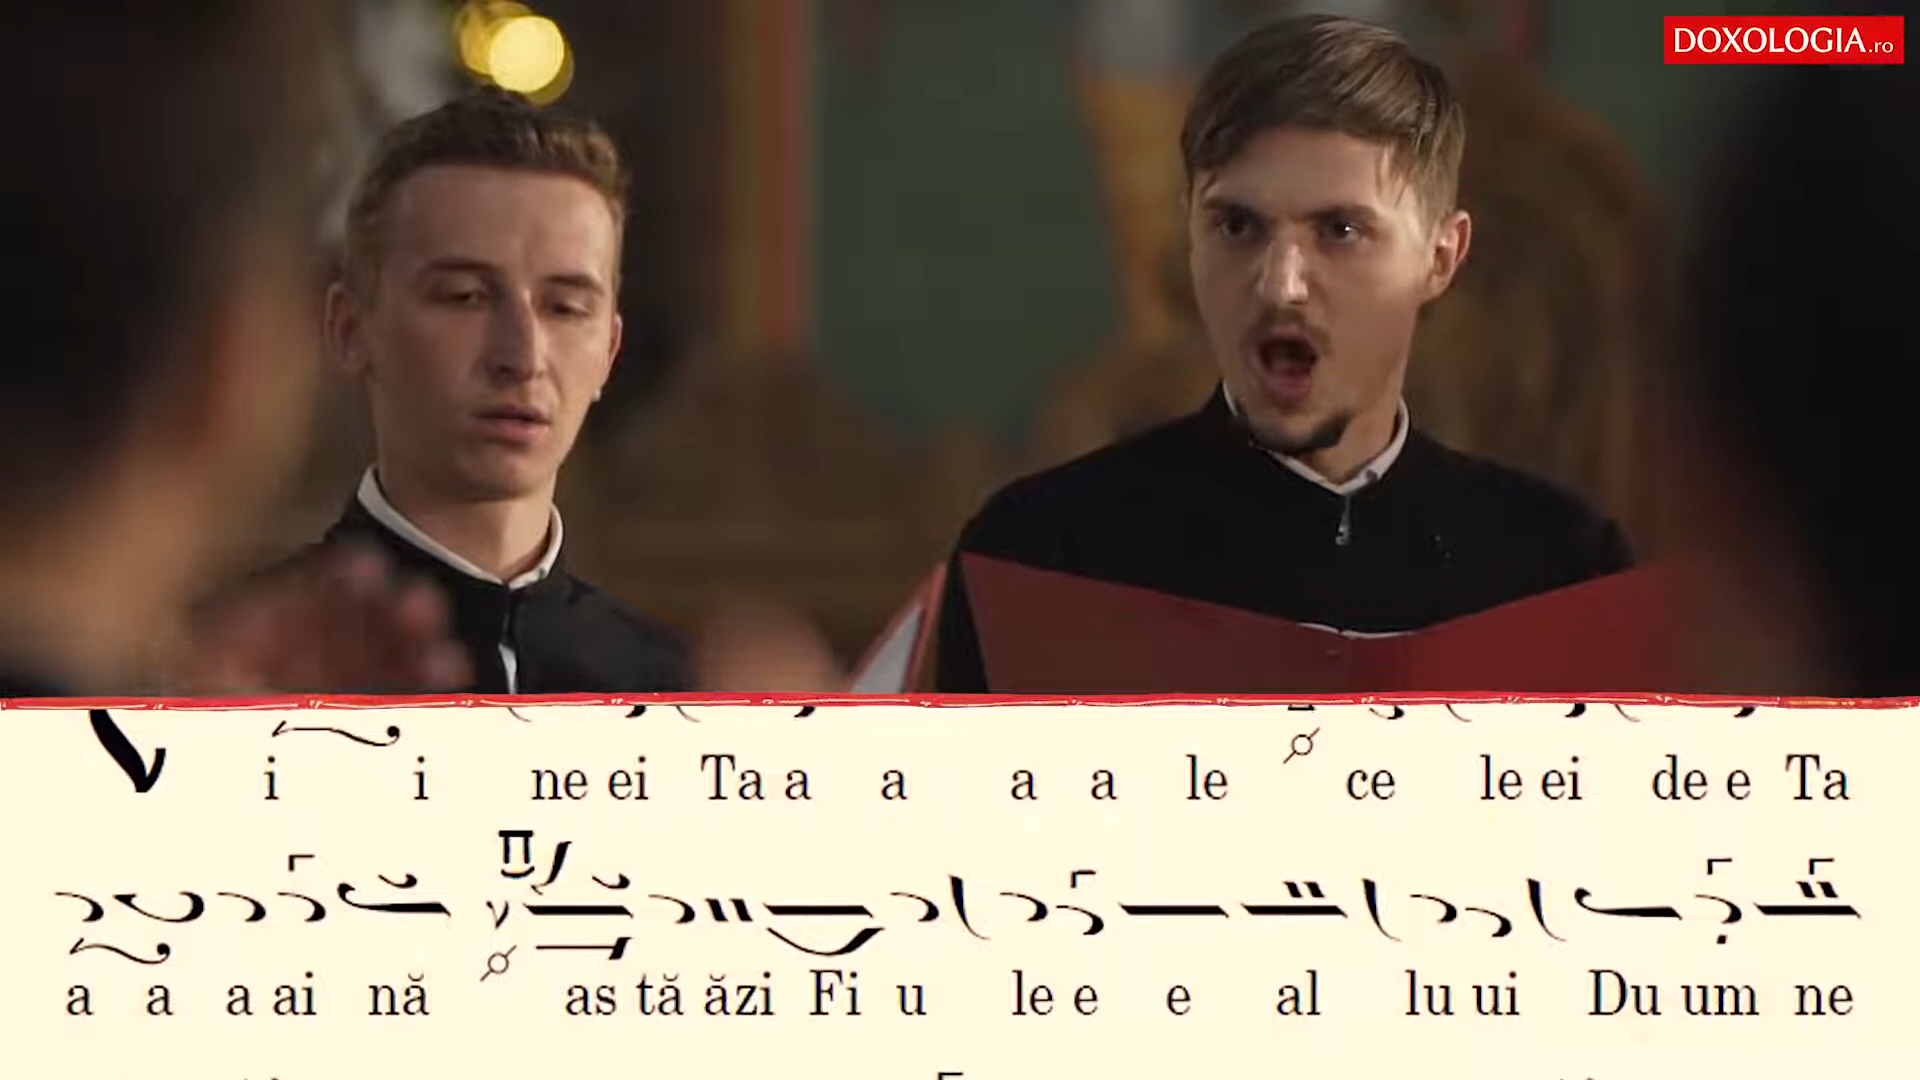 DOXOLOGIA.ro
i i ne ei Ta a a a a le ce le ei de e Ta
a a a ai nă as tă ăzi Fi u le e e al lu ui Du um ne